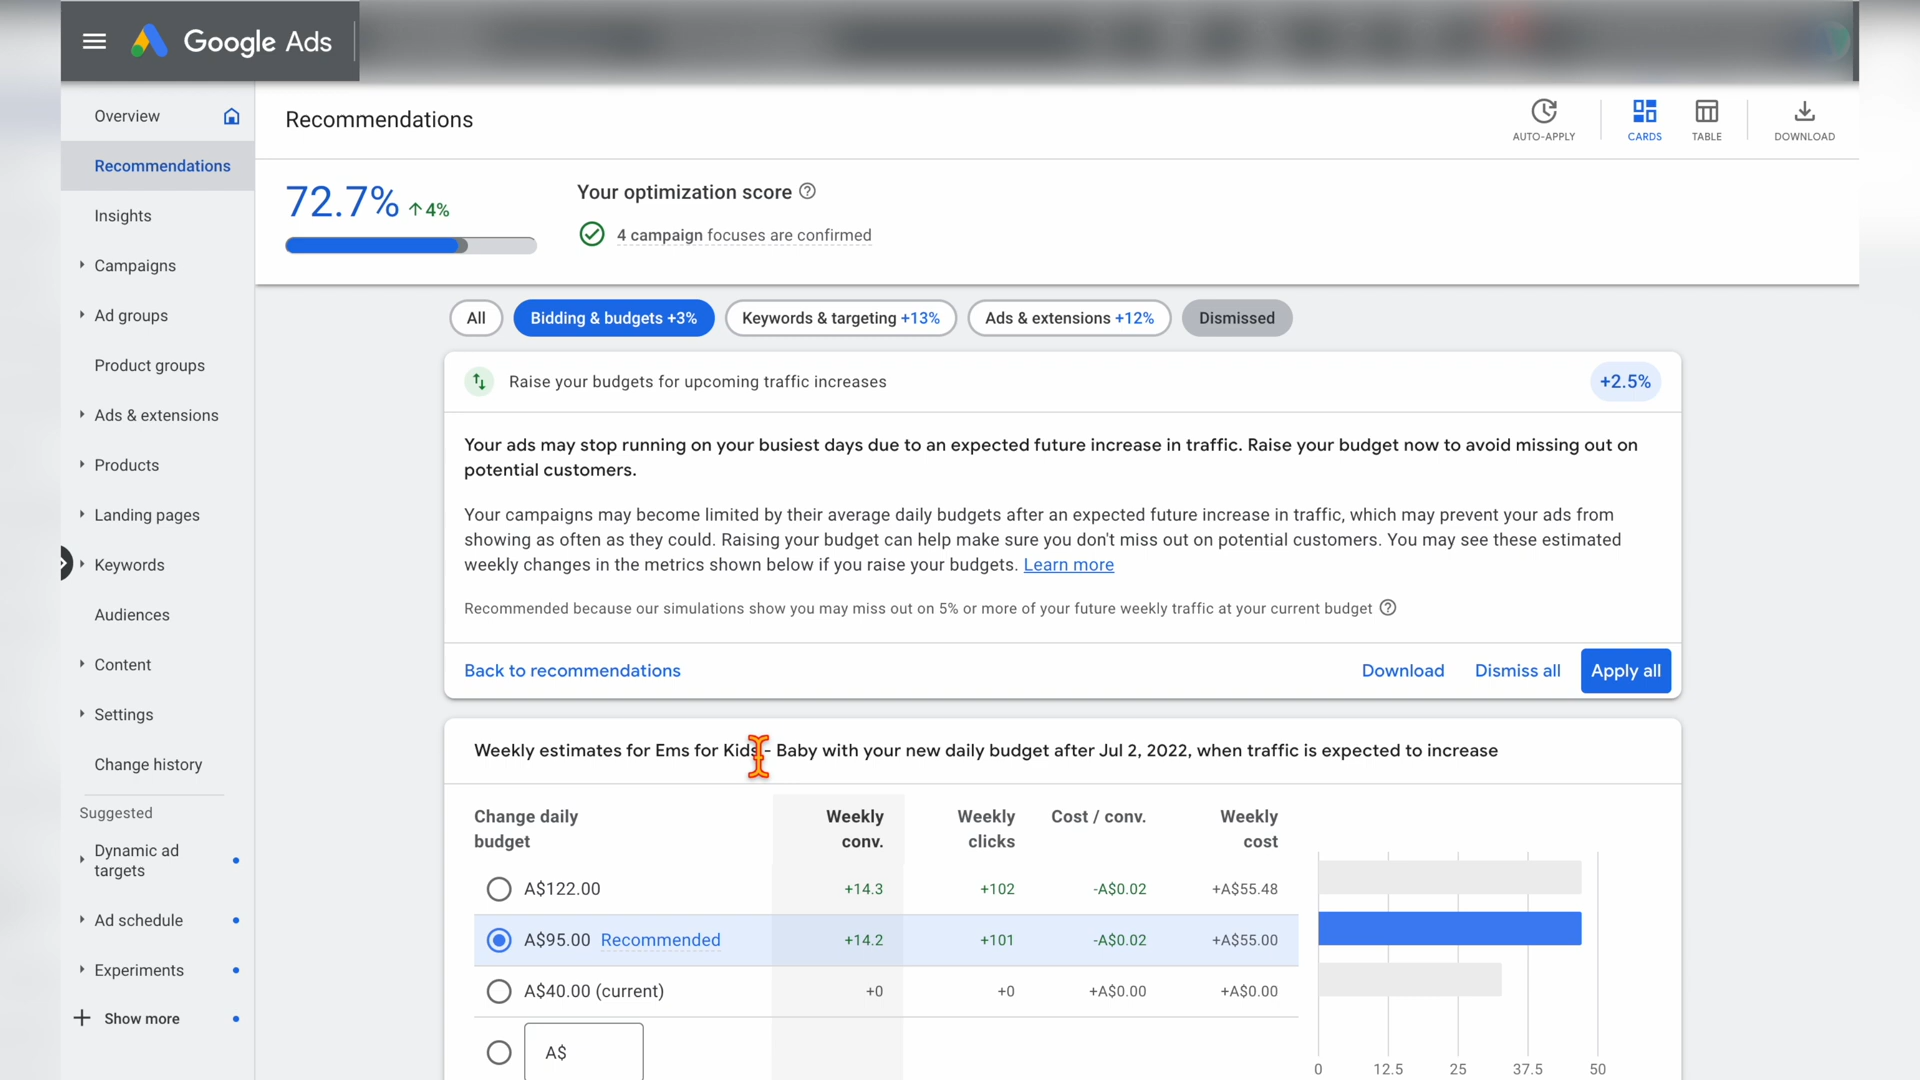 Google Ads
Overview
Recommendations
Insights
Campaigns
Ad groups
Product groups
Ads & extensions
Products
Landing pages
Keywords
Audiences
Content
Settings
Change history
Suggested
Dynamic ad
targets
Ad schedule
Experiments
Show more
Recommendations
AUTO-APPLY
CARDS
TABLE
DOWNLOAD
72.7% 4%
Your optimization score
4 campaign focuses are confirmed
All
Bidding & budgets +3%
Keywords & targeting +13%
Ads & extensions +12%
Dismissed
Raise your budgets for upcoming traffic increases
+2.5%
Your ads may stop running on your busiest days due to an expected future increase in traffic. Raise your budget now to avoid missing out on
potential customers.
Your campaigns may become limited by their average daily budgets after an expected future increase in traffic, which may prevent your ads from
showing as often as they could. Raising your budget can help make sure you don't miss out on potential customers. You may see these estimated
weekly changes in the metrics shown below if you raise your budgets. Learn more
Recommended because our simulations show you may miss out on 5% or more of your future weekly traffic at your current budget
Back to recommendations
Download
Dismiss all
Apply all
Weekly estimates for Ems for Kids - Baby with your new daily budget after Jul 2, 2022, when traffic is expected to increase
Change daily
budget
Weekly
conv.
Weekly
clicks
Cost / conv.
Weekly
cost
A$122.00 +14.3 +102 -A$0.02 +A$55.48
A$95.00 Recommended +14.2 +101 -A$0.02 +A$55.00
A$40.00 (current) +0 +0 +A$0.00 +A$0.00
A$
0 12.5 25 37.5 50